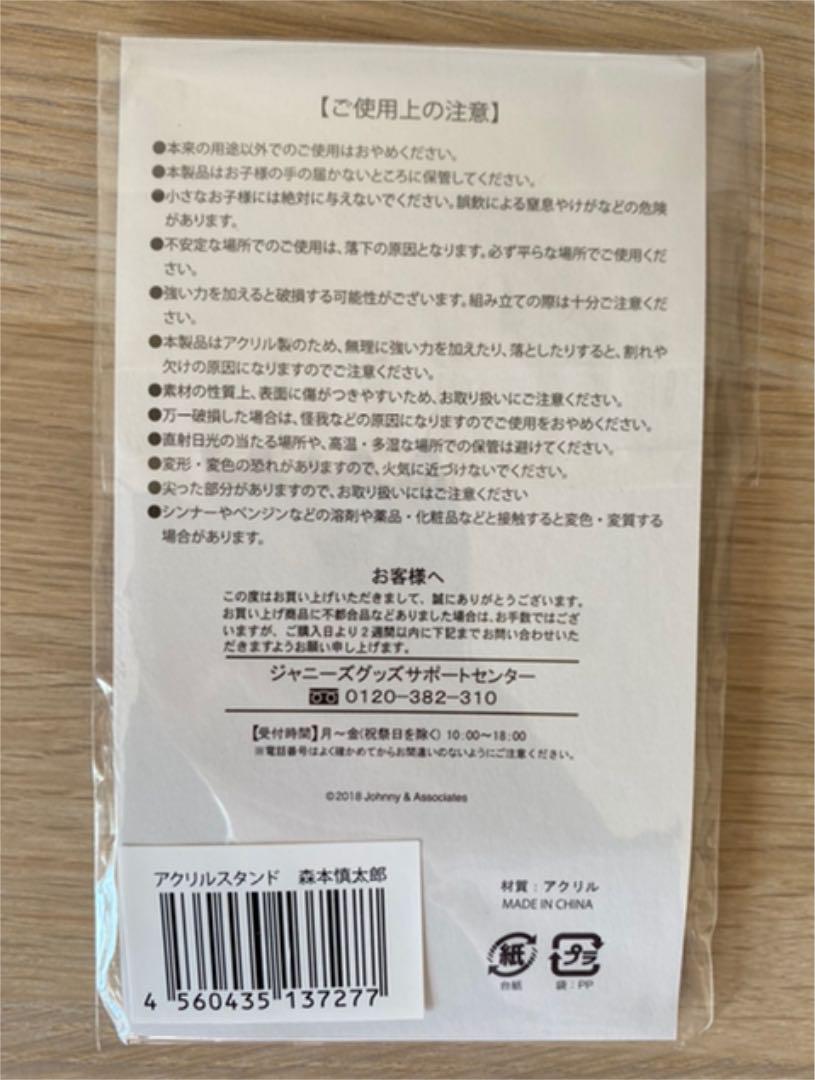 【ご使用上の注意】
●本来の用途以外でのご使用はおやめください。
●本製品はお子様の手の届かないところに保管してください。
●小さなお子様には絶対に与えないでください。誤飲による窒息やけがなどの危険
があります。
●不安定な場所でのご使用は、落下の原因となります。必ず平らな場所でご使用くだ
さい。
●強い力を加えると破損する可能性がございます。組み立ての際は十分ご注意くだ
さい。
●本製品はアクリル製のため、無理に強い力を加えたり、落としたりすると、割れや
欠けの原因になりますのでご注意ください。
●素材の性質上、表面に傷がつきやすいため、お取り扱いにご注意ください。
●万一破損した場合は、怪我などの原因になりますのでご使用をおやめください。
●直射日光の当たる場所や、高温・多湿な場所での保管は避けてください。
●変形・変色の恐れがありますので、火気に近づけないでください。
●尖った部分がありますので、お取り扱いにはご注意ください
●シンナーやベンジンなどの溶剤や薬品・化粧品などと接触すると変色・変質する
場合があります。
お客様へ
この度はお買い上げいただきまして、誠にありがとうございます。
お買い上げ商品に不都合品などありました場合は、お手数ではござ
いますが、ご購入日より2週間以内に下記までお問い合わせいた
だきますようお願い申し上げます。
ジャニーズグッズサポートセンター
0120-382-310
【受付時間】月~金(祝祭日を除く) 10:00~18:00
※電話番号はよく確かめてからお間違いのないようにご注意ください。
©2018 Johnny & Associates
アクリルスタンド 森本慎太郎
4 560435 137277
材質:アクリル
MADE IN CHINA
紙 プラ
台紙 袋:PP